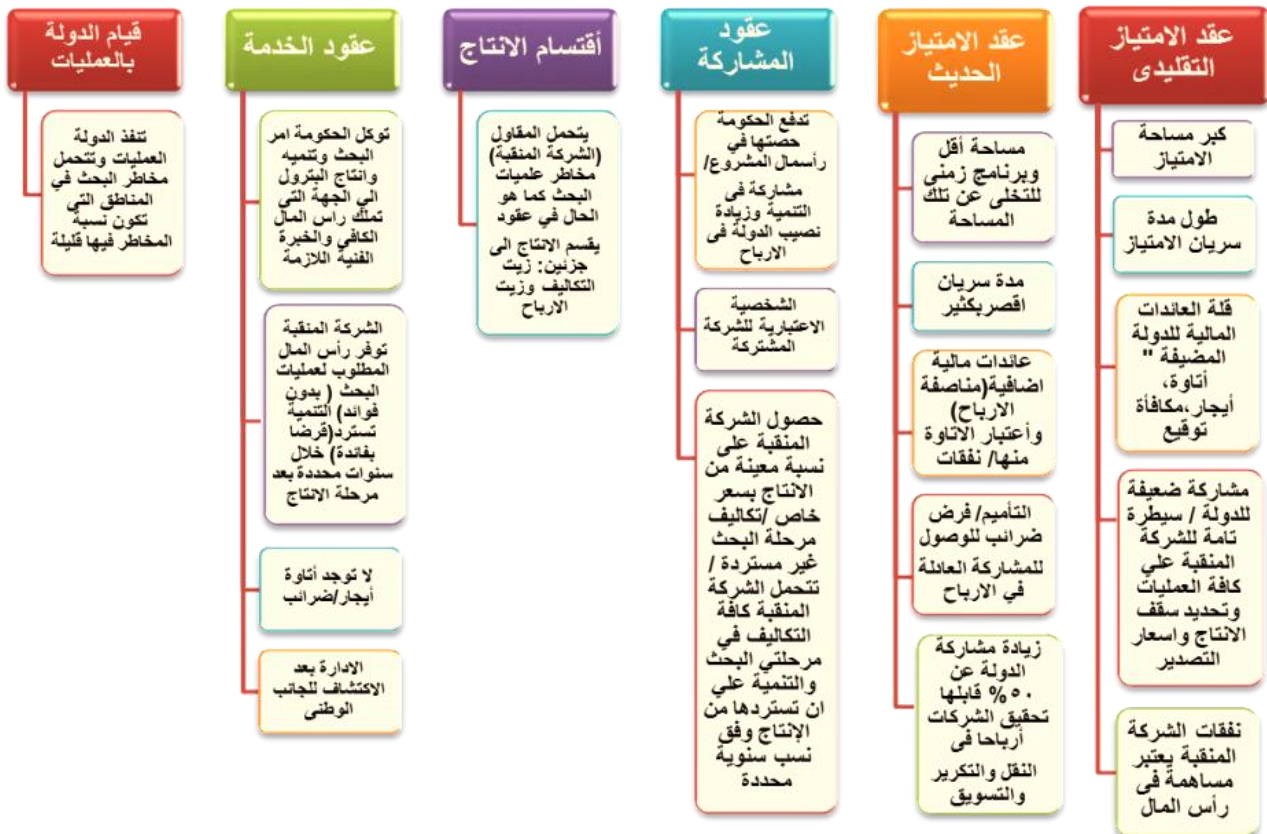 عقد الامتياز
التقليدى
كبر مساحة
الامتياز
طول مدة
سريان الامتياز
قلة العائدات
المالية للدولة
المضيفة "
أتاوة،
أيجار،مكافأة
توقيع
مشاركة ضعيفة
للدولة / سيطرة
تامة للشركة
المنقبة علي
كافة العمليات
وتحديد سقف
الانتاج واسعار
التصدير
نفقات الشركة
المنقبة يعتبر
مساهمة فى
رأس المال
عقد الامتياز
الحديث
مساحة أقل
وبرنامج زمنى
للتخلى عن تلك
المساحة
مدة سريان
اقصربكثير
عائدات مالية
اضافية(مناصفة
الارباح)
وأعتبار الاتاوة
منها/ نفقات
التأميم/ فرض
ضرائب للوصول
للمشاركة العادلة
في الارباح
زيادة مشاركة
الدولة عن
٥٠% قابلها
تحقيق الشركات
أرباحا فى
النقل والتكرير
والتسويق
عقود
المشاركة
تدفع الحكومة
حصتها في
رأسمال المشروع/
مشاركة فى
التنمية وزيادة
نصيب الدولة فى
الارباح
الشخصية
الاعتبارية للشركة
المشتركة
حصول الشركة
المنقبة على
نسبة معينة من
الانتاج بسعر
خاص /تكاليف
مرحلة البحث
غير مستردة /
تتحمل الشركة
المنقبة كافة
التكاليف في
مرحلتي البحث
والتنمية علي
ان تستردها من
الإنتاج وفق
نسب سنوية
محددة
أقتسام الانتاج
يتحمل المقاول
(الشركة المنقبة)
مخاطر علميات
البحث كما هو
الحال في عقود
يقسم الانتاج الى
جزئين: زيت
التكاليف وزيت
الارباح
عقود الخدمة
توكل الحكومة امر
البحث وتنميه
وانتاج البترول
الي الجهة التي
تملك راس المال
الكافي والخبرة
الفنية اللازمة
الشركة المنقبة
توفر رأس المال
المطلوب لعمليات
البحث ( بدون
فوائد) التنمية
تسترد(قرضا
بفائدة) خلال
سنوات محددة بعد
مرحلة الانتاج
لا توجد أتاوة
أيجار/ضرائب
الادارة بعد
الاكتشاف للجانب
الوطنى
قيام الدولة
بالعمليات
تنفذ الدولة
العمليات وتتحمل
مخاطر البحث في
المناطق التي
تكون نسبة
المخاطر فيها قليلة